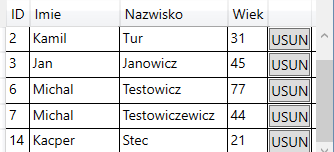 ID Imie Nazwisko Wiek
2 Kamil Tur 31 USUN
3 Jan Janowicz 45 USUN
6 Michal Testowicz 77 USUN
7 Michal Testowiczewicz 44 USUN
14 Kacper Stec 21 USUN